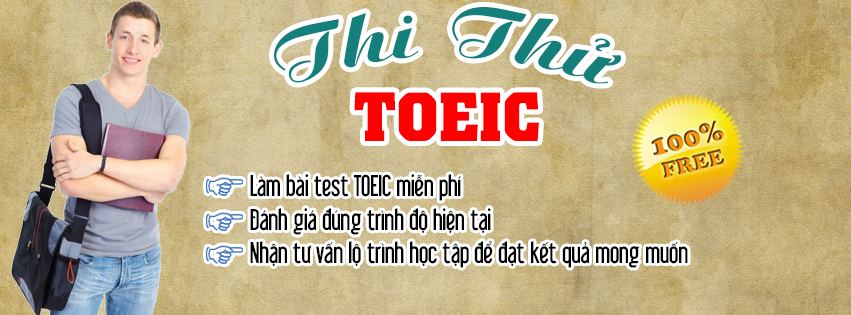 Thi Thử
TOEIC
100%
FREE
Làm bài test TOEIC miễn phí
Đánh giá đúng trình độ hiện tại
Nhận tư vấn lộ trình học tập để đạt kết quả mong muốn